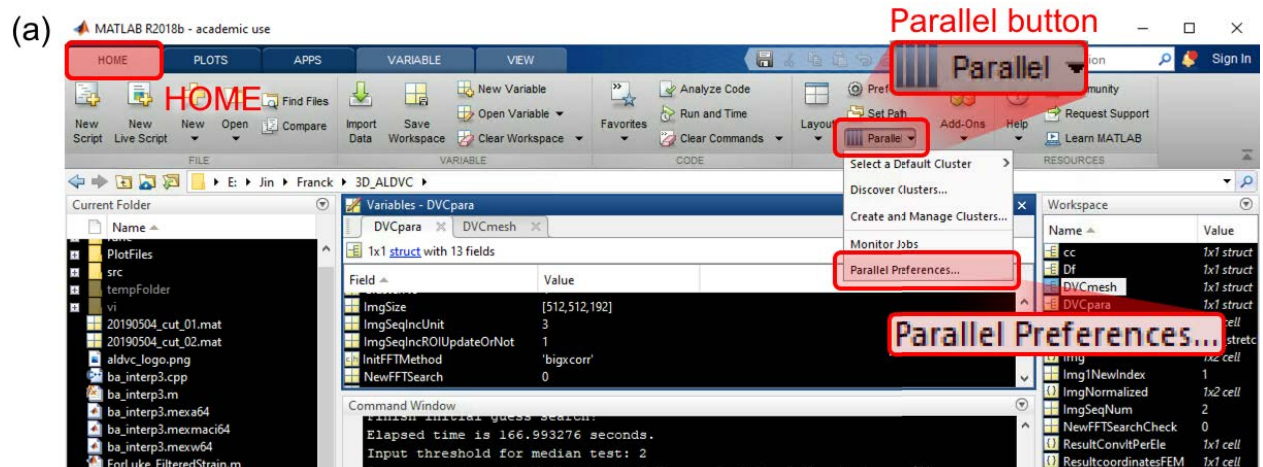 (a)
MATLAB R2018b - academic use
Parallel button
HOME PLOTS APPS VARIABLE VIEW
Parallel
Sign In
HOME
New Script
New Live Script
New
Open
Find Files
Compare
FILE
Import Data
Save Workspace
New Variable
Open Variable
Clear Workspace
VARIABLE
Favorites
Analyze Code
Run and Time
Clear Commands
CODE
Layout
Set Path
Parallel
Add-Ons
Help
Request Support
Learn MATLAB
RESOURCES
Select a Default Cluster
Discover Clusters...
Create and Manage Clusters...
Monitor Jobs
Parallel Preferences...
Parallel Preferences...
E: Jin Franck 3D_ALDVC
Current Folder
Name
PlotFiles
src
tempFolder
vi
20190504_cut_01.mat
20190504_cut_02.mat
aldvc_logo.png
ba_interp3.cpp
ba_interp3.m
ba_interp3.mexa64
ba_interp3.mexmaci64
ba_interp3.mexw64
ForLuke_FilteredStrain.m
Variables - DVCpara
DVCpara DVCmesh
1x1 struct with 13 fields
Field Value
ImgSize [512,512,192]
ImgSeqIncUnit 3
ImgSeqIncROIUpdateOrNot 1
InitFFTMethod 'bigxcorr'
NewFFTSearch 0
Command Window
Elapsed time is 166.993276 seconds.
Input threshold for median test: 2
Workspace
Name Value
cc 1x1 struct
Df 1x1 struct
DVCmesh 1x1 struct
DVCpara 1x1 struct
Img 1x2 cell
Img1NewIndex 1
ImgNormalized 1x2 cell
ImgSeqNum 2
NewFFTSearchCheck 0
ResultConvItPerEle 1x1 cell
ResultcoordinatesFEM 1x1 cell